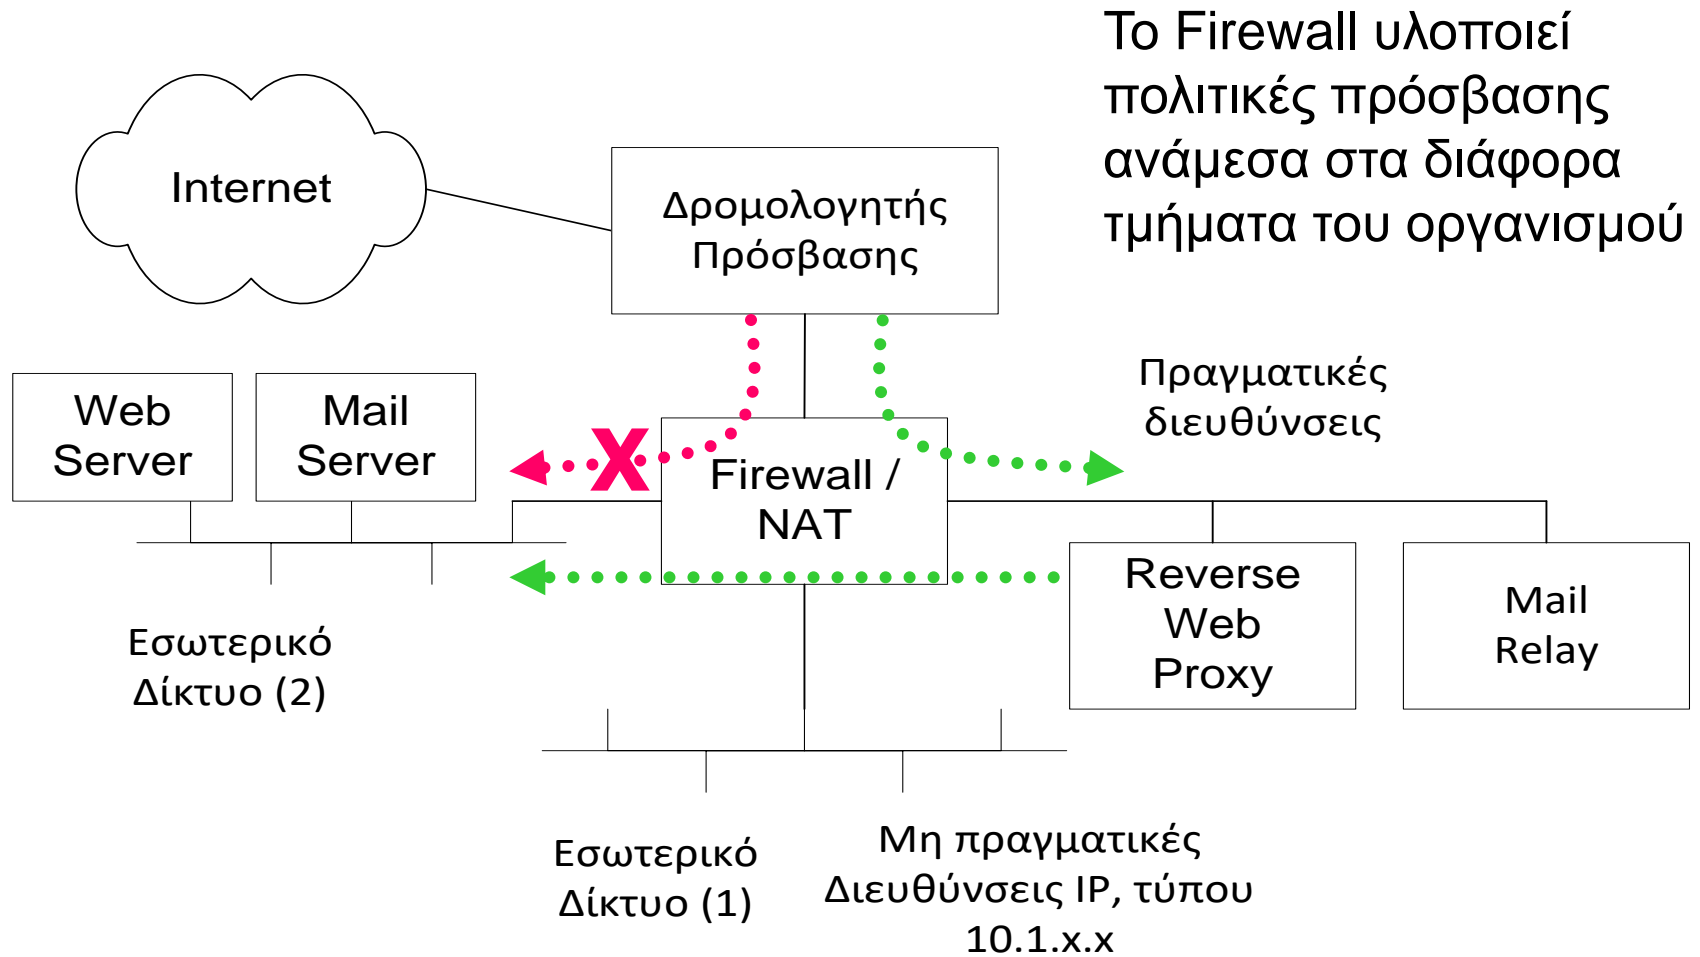 Το Firewall υλοποιεί
πολιτικές πρόσβασης
ανάμεσα στα διάφορα
τμήματα του οργανισμού
Internet
Δρομολογητής
Πρόσβασης
Πραγματικές
διευθύνσεις
Web
Server
Mail
Server
X
Firewall /
NAT
Reverse
Web
Proxy
Mail
Relay
Εσωτερικό
Δίκτυο (2)
Εσωτερικό
Δίκτυο (1)
Μη πραγματικές
Διευθύνσεις IP, τύπου
10.1.x.x